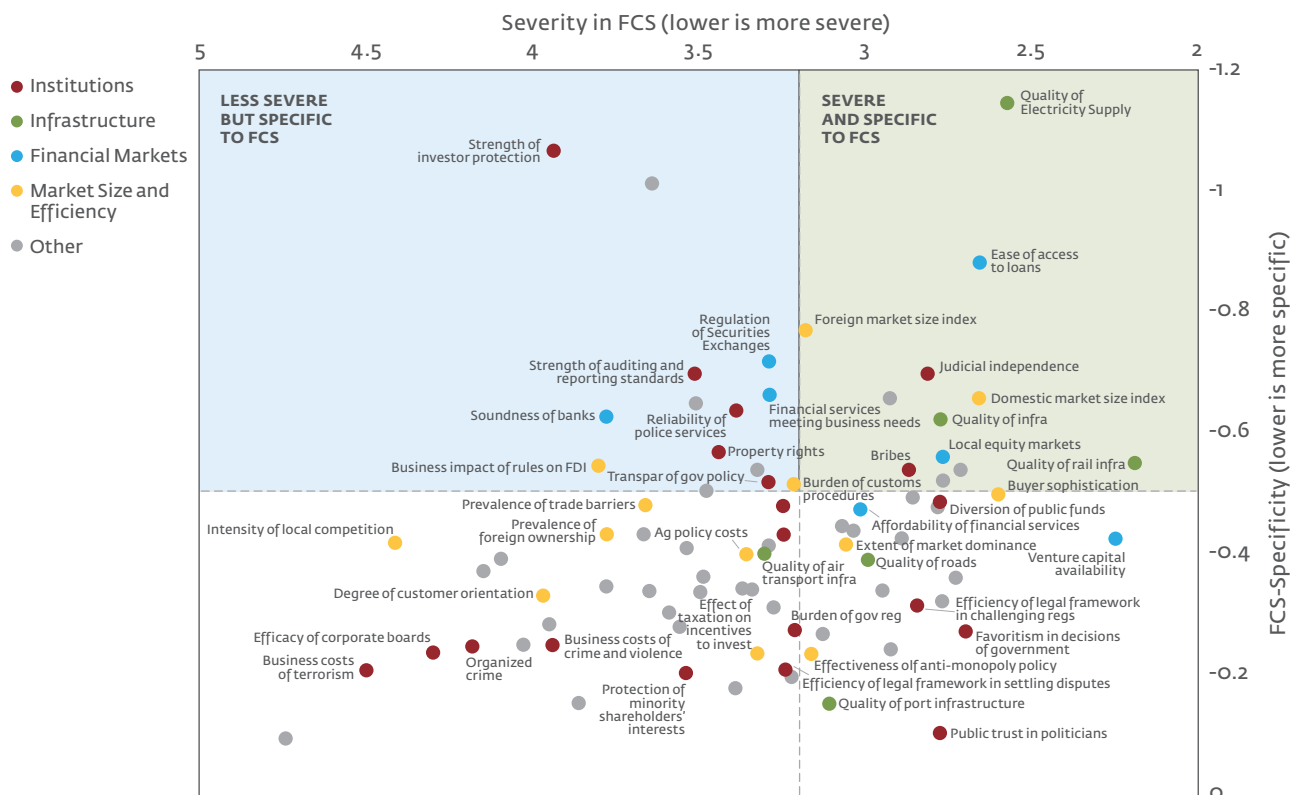 Severity in FCS (lower is more severe)
5 4.5 4 3.5 3 2.5 2
Institutions
Infrastructure
Financial Markets
Market Size and
Efficiency
Other
LESS SEVERE
BUT SPECIFIC
TO FCS
SEVERE
AND SPECIFIC
TO FCS
Quality of
Electricity Supply
Strength of
investor protection
Ease of access
to loans
Foreign market size index
Regulation
of Securities
Exchanges
Strength of auditing and
reporting standards
Judicial independence
Domestic market size index
Soundness of banks
Reliability of
police services
Financial services
meeting business needs
Quality of infra
Property rights
Local equity markets
Business impact of rules on FDI
Transpar of gov policy
Bribes
Quality of rail infra
Burden of customs
procedures
Buyer sophistication
Prevalence of trade barriers
Diversion of public funds
Intensity of local competition
Prevalence of
foreign ownership
Ag policy costs
Affordability of financial services
Extent of market dominance
Venture capital
availability
Quality of air
transport infra
Quality of roads
Degree of customer orientation
Effect of
taxation on
incentives
to invest
Burden of gov reg
Efficiency of legal framework
in challenging regs
Favoritism in decisions
of government
Efficacy of corporate boards
Business costs
of terrorism
Organized
crime
Business costs of
crime and violence
Effectiveness olf anti-monopoly policy
Efficiency of legal framework in settling disputes
Protection of
minority
shareholders'
interests
Quality of port infrastructure
Public trust in politicians
-1.2
-1
-0.8
-0.6
-0.4
-0.2
0
FCS-Specificity (lower is more specific)